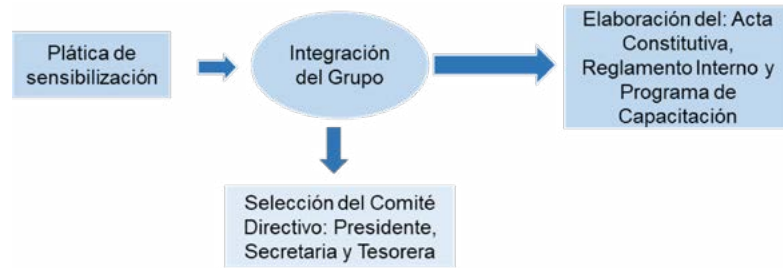 Plática de
sensibilización
Integración
del Grupo
Elaboración del: Acta
Constitutiva,
Reglamento Interno y
Programa de
Capacitación
Selección del Comité
Directivo: Presidente,
Secretaria y Tesorera